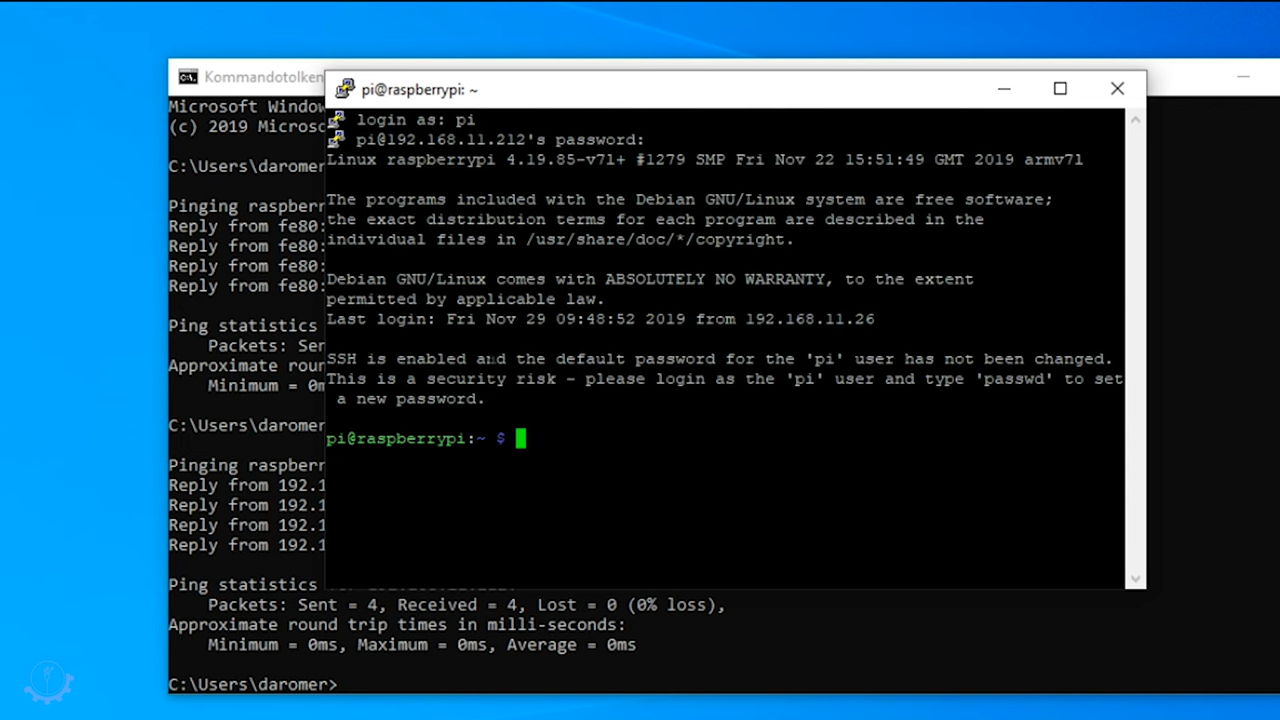 Kommandotolken
Microsoft Window
(c) 2019 Microso
C:\Users\daromer
Pinging raspberr
Reply from fe80:
Reply from fe80:
Reply from fe80:
Reply from fe80:
Ping statistics
Packets: Sen
Approximate roun
Minimum = 0m
C:\Users\daromer
Pinging raspberr
Reply from 192.1
Reply from 192.1
Reply from 192.1
Reply from 192.1
Ping statistics
Packets: Sent = 4, Received = 4, Lost = 0 (0% loss),
Approximate round trip times in milli-seconds:
Minimum = 0ms, Maximum = 0ms, Average = 0ms
C:\Users\daromer>
pi@raspberrypi: ~
login as: pi
pi@192.168.11.212's password:
Linux raspberrypi 4.19.85-v7l+ #1279 SMP Fri Nov 22 15:51:49 GMT 2019 armv7l
The programs included with the Debian GNU/Linux system are free software;
the exact distribution terms for each program are described in the
individual files in /usr/share/doc/*/copyright.
Debian GNU/Linux comes with ABSOLUTELY NO WARRANTY, to the extent
permitted by applicable law.
Last login: Fri Nov 29 09:48:52 2019 from 192.168.11.26
SSH is enabled and the default password for the 'pi' user has not been changed.
This is a security risk - please login as the 'pi' user and type 'passwd' to set
a new password.
pi@raspberrypi:~ $